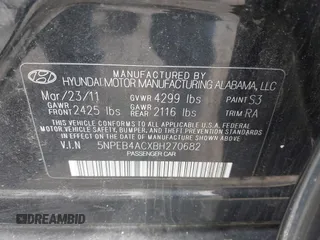 MANUFACTURED BY
HYUNDAI MOTOR MANUFACTURING ALABAMA, LLC
Mar/23/11 GVWR 4299 lbs PAINT S3
GAWR FRONT 2425 lbs GAWR REAR 2116 lbs TRIM RA
THIS VEHICLE CONFORMS TO ALL APPLICABLE FEDERAL MOTOR
VEHICLE SAFETY, BUMPER, AND THEFT PREVENTION STANDARDS
IN EFFECT ON THE DATE OF MANUFACTURE SHOWN ABOVE.
V.I.N 5NPEB4ACXBH270682
PASSENGER CAR
DREAMBID